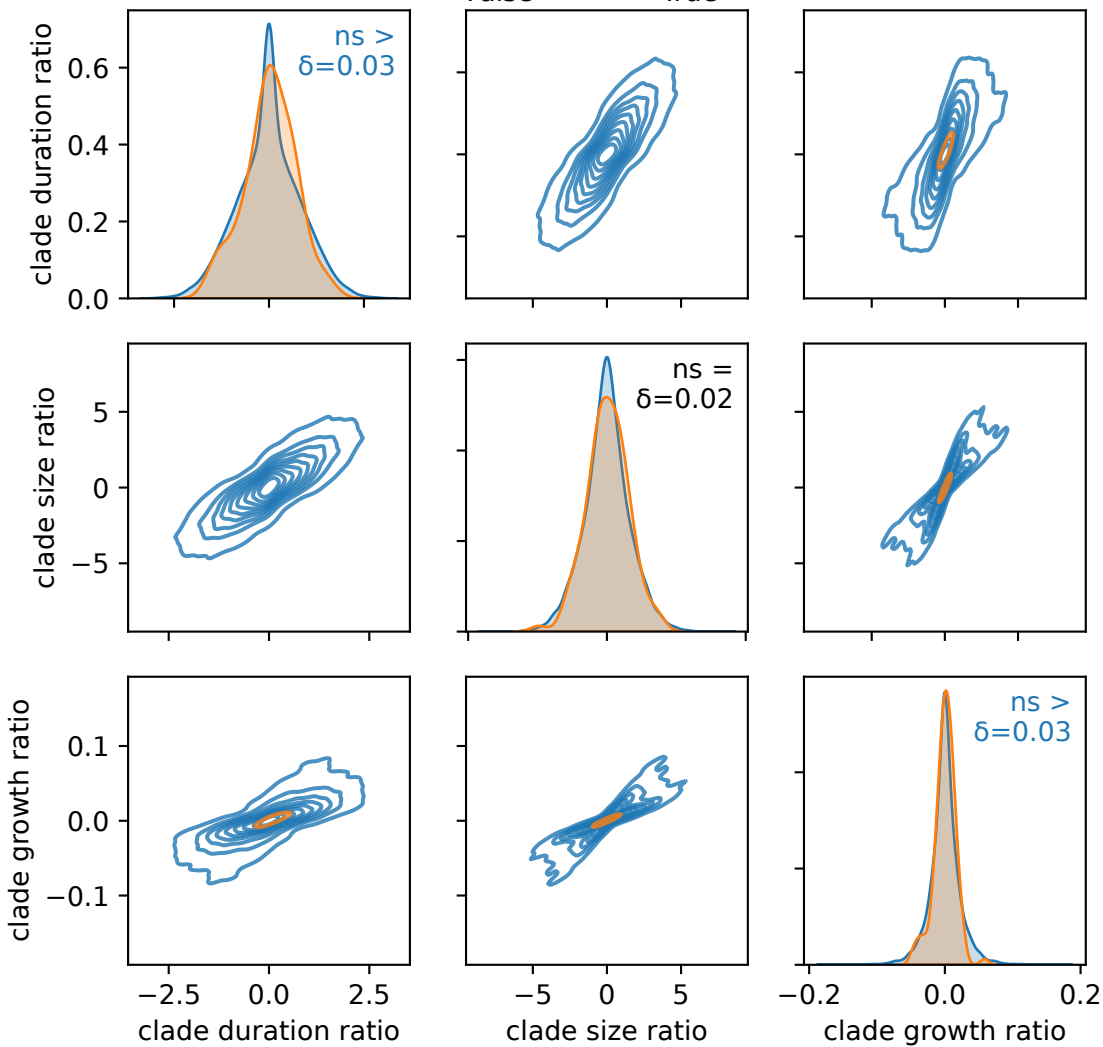 clade duration ratio
0.6
0.4
0.2
0.0
ns >
δ=0.03
−5
0
5
clade size ratio
5
0
−5
ns =
δ=0.02
clade growth ratio
0.1
0.0
−0.1
ns >
δ=0.03
−2.5
0.0
2.5
−5
0
5
−0.2
0.0
0.2
clade duration ratio
clade size ratio
clade growth ratio